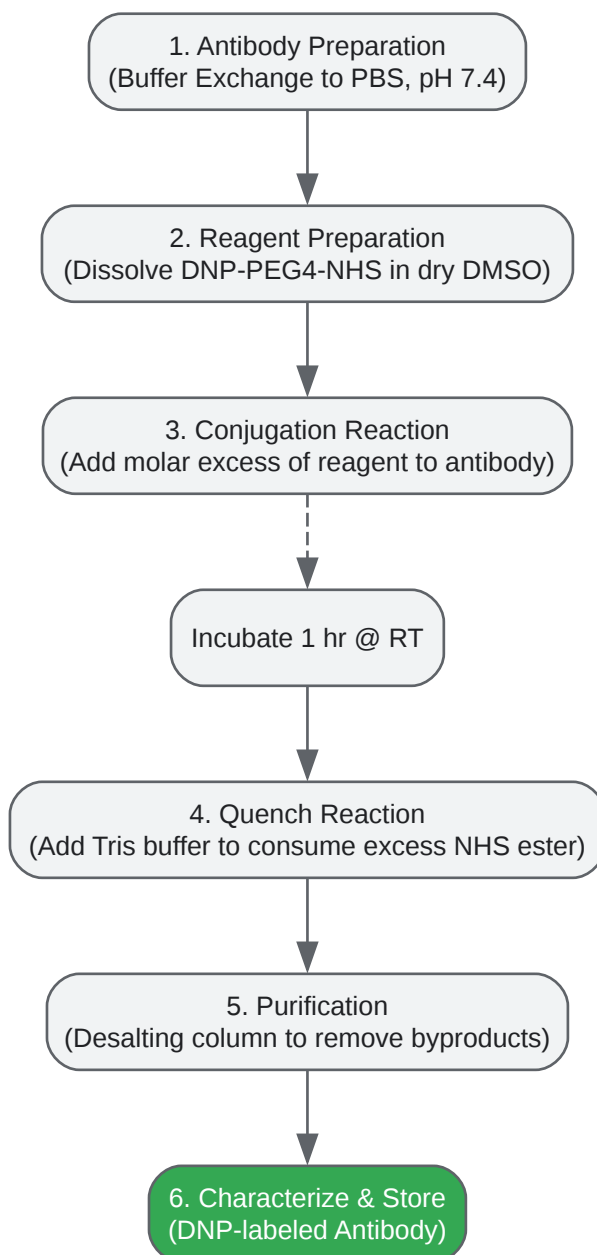 1. Antibody Preparation
(Buffer Exchange to PBS, pH 7.4)
2. Reagent Preparation
(Dissolve DNP-PEG4-NHS in dry DMSO)
3. Conjugation Reaction
(Add molar excess of reagent to antibody)
Incubate 1 hr @ RT
4. Quench Reaction
(Add Tris buffer to consume excess NHS ester)
5. Purification
(Desalting column to remove byproducts)
6. Characterize & Store
(DNP-labeled Antibody)